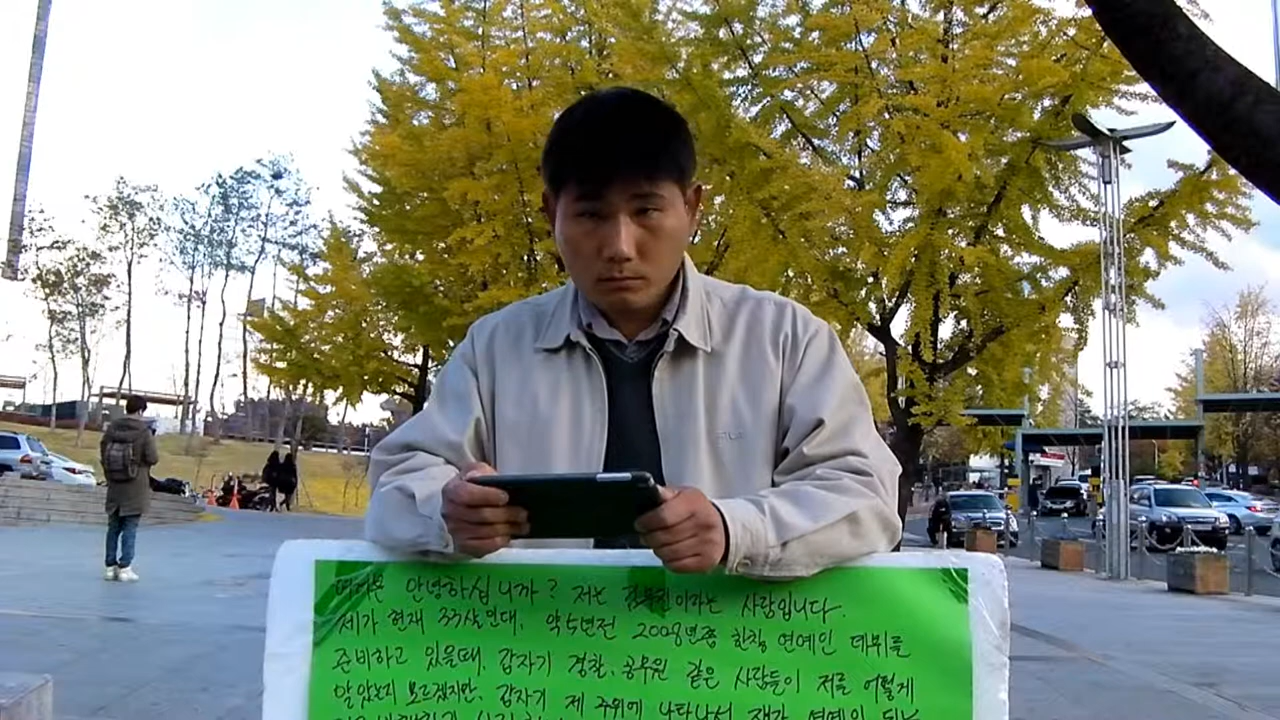 여러분 안녕하십니까? 저는 이라는 사람입니다.
제가 현재 33살인데, 약 5년전 2008년쯤 한창 연예인 데뷔를
준비하고 있을때, 갑자기 경찰, 공무원 같은 사람들이 저를 어떻게
알았는지 모르겠지만, 갑자기 제 주위에 나타나서 제가 연예인 되는